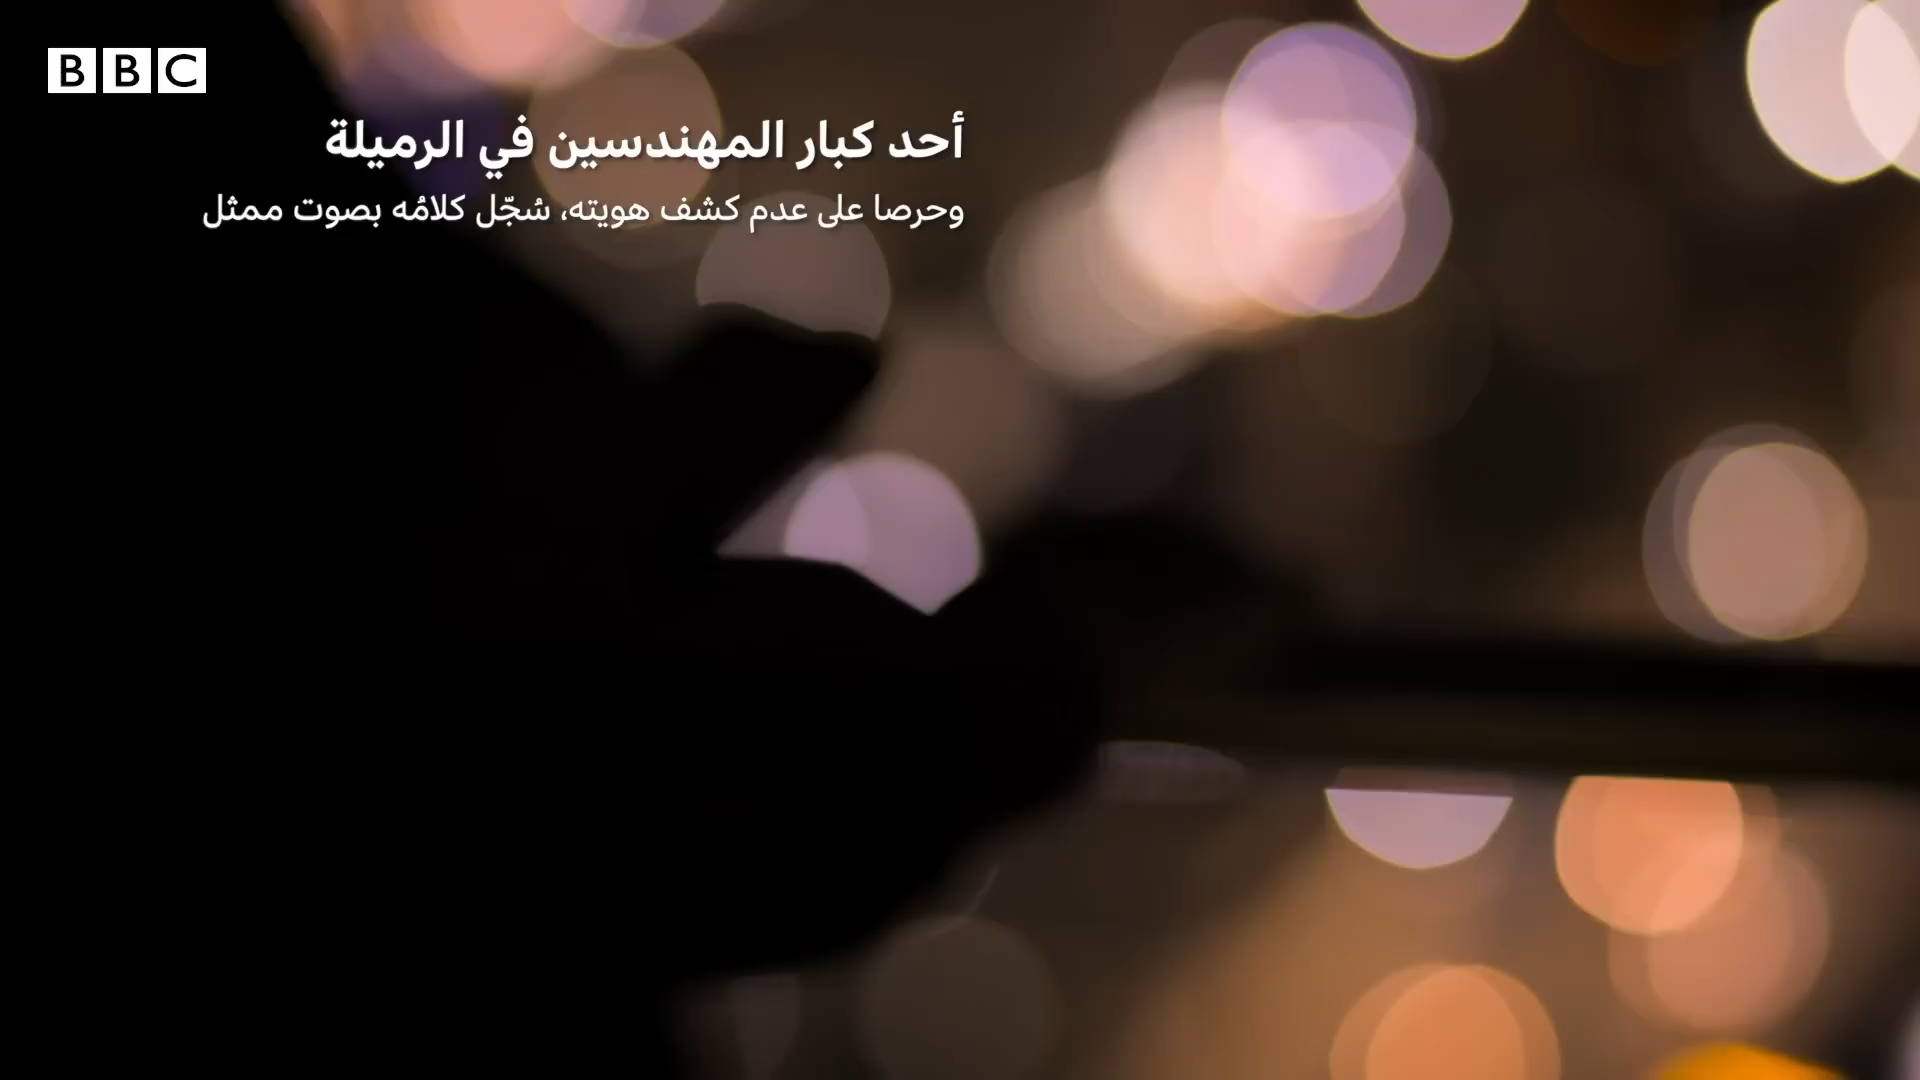 BBC
أحد كبار المهندسين في الرميلة
وحرصا على عدم كشف هويته، سُجّل كلامُه بصوت ممثل